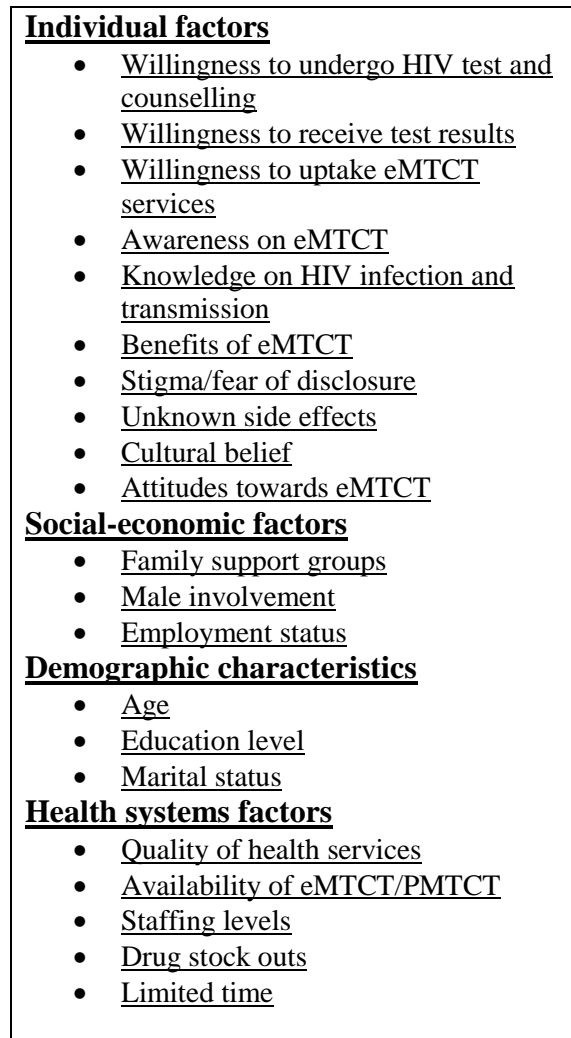 Individual factors
• Willingness to undergo HIV test and
counselling
• Willingness to receive test results
• Willingness to uptake eMTCT
services
• Awareness on eMTCT
• Knowledge on HIV infection and
transmission
• Benefits of eMTCT
• Stigma/fear of disclosure
• Unknown side effects
• Cultural belief
• Attitudes towards eMTCT
Social-economic factors
• Family support groups
• Male involvement
• Employment status
Demographic characteristics
• Age
• Education level
• Marital status
Health systems factors
• Quality of health services
• Availability of eMTCT/PMTCT
• Staffing levels
• Drug stock outs
• Limited time